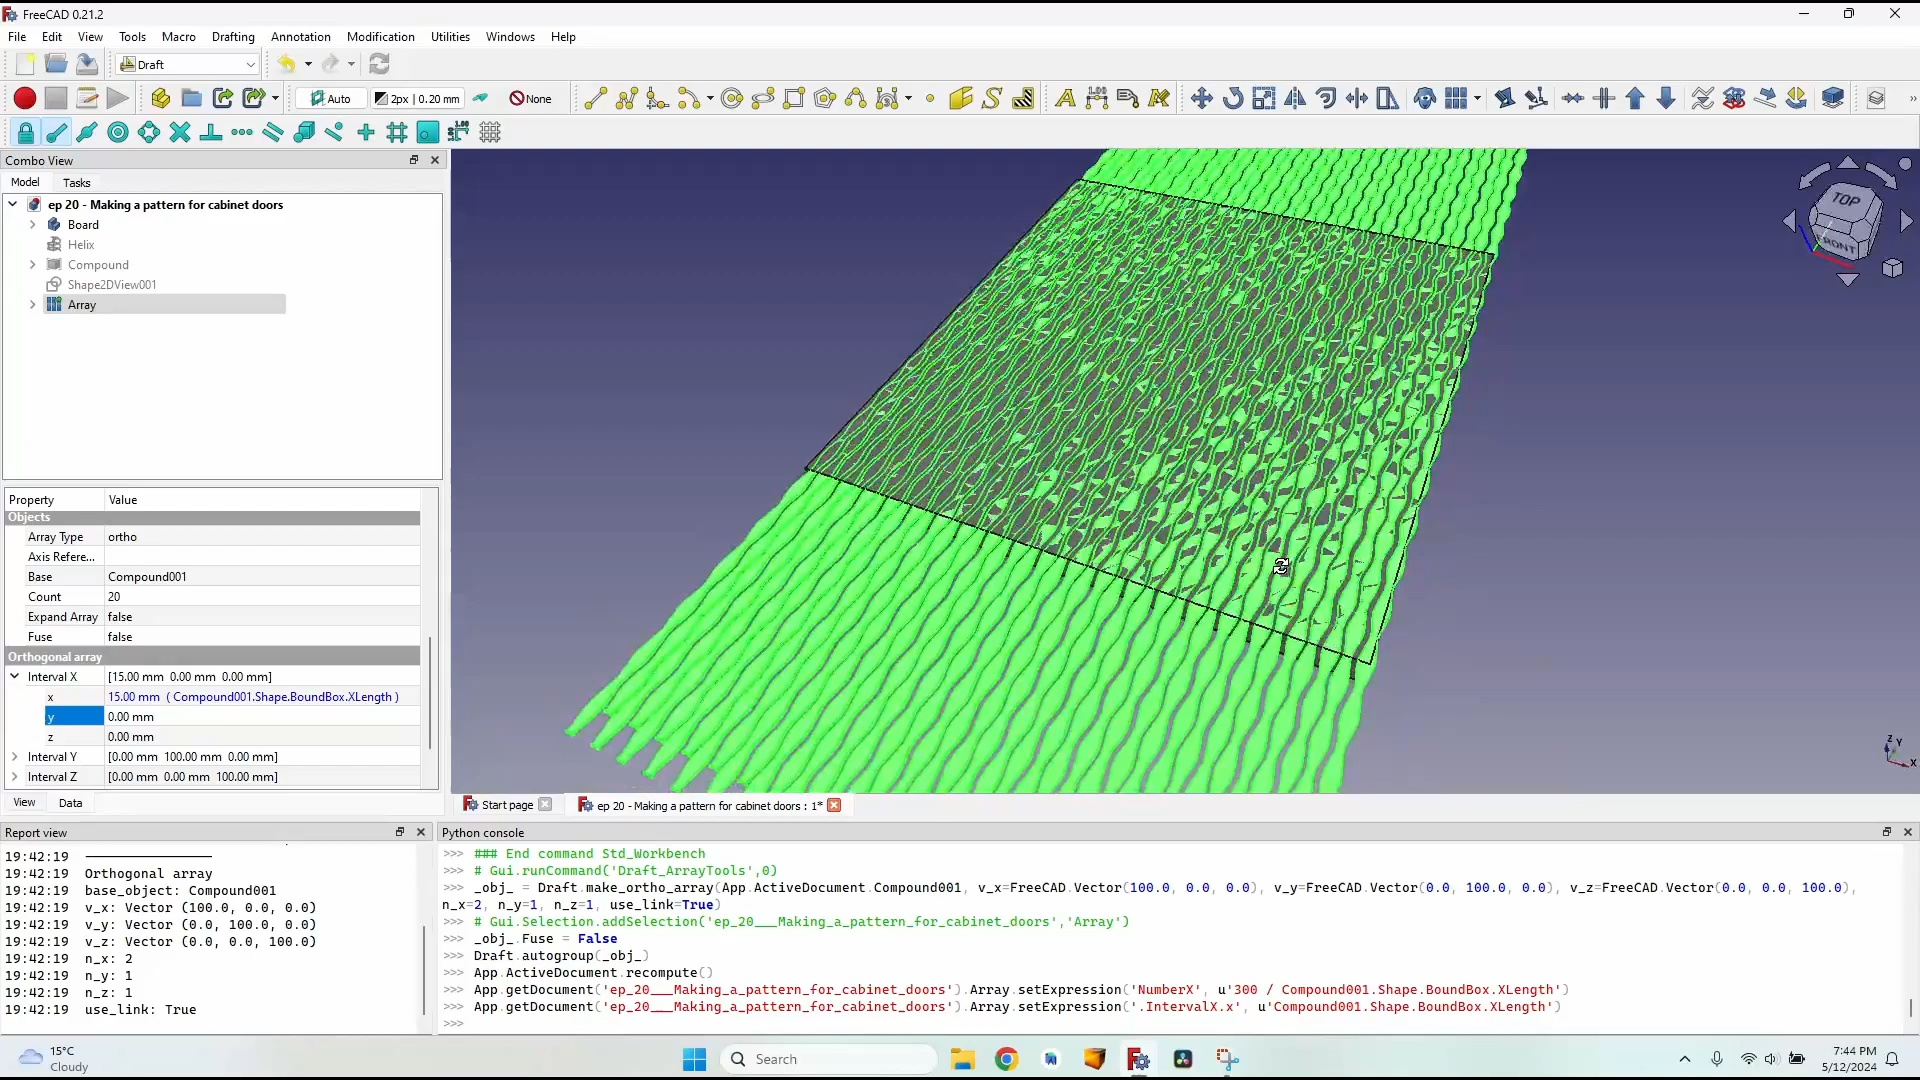 FreeCAD 0.21.2
File Edit View Tools Macro Drafting Annotation Modification Utilities Windows Help
Draft
Auto 2px | 0.20 mm None
Combo View
Model Tasks
ep 20 - Making a pattern for cabinet doors
Board
Helix
Compound
Shape2DView001
Array
TOP
FRONT
Property Value
Objects
Array Type ortho
Axis Refere...
Base Compound001
Count 20
Expand Array false
Fuse false
Orthogonal array
Interval X [15.00 mm 0.00 mm 0.00 mm]
x 15.00 mm ( Compound001.Shape.BoundBox.XLength )
y 0.00 mm
z 0.00 mm
Interval Y [0.00 mm 100.00 mm 0.00 mm]
Interval Z [0.00 mm 0.00 mm 100.00 mm]
Z Y
X
View Data
Start page ep 20 - Making a pattern for cabinet doors : 1*
Report view
19:42:19 ————————————————
19:42:19 Orthogonal array
19:42:19 base_object: Compound001
19:42:19 v_x: Vector (100.0, 0.0, 0.0)
19:42:19 v_y: Vector (0.0, 100.0, 0.0)
19:42:19 v_z: Vector (0.0, 0.0, 100.0)
19:42:19 n_x: 2
19:42:19 n_y: 1
19:42:19 n_z: 1
19:42:19 use_link: True
Python console
>>> ### End command Std_Workbench
>>> # Gui.runCommand('Draft_ArrayTools',0)
>>> _obj_ = Draft.make_ortho_array(App.ActiveDocument.Compound001, v_x=FreeCAD.Vector(100.0, 0.0, 0.0), v_y=FreeCAD.Vector(0.0, 100.0, 0.0), v_z=FreeCAD.Vector(0.0, 0.0, 100.0),
n_x=2, n_y=1, n_z=1, use_link=True)
>>> # Gui.Selection.addSelection('ep_20___Making_a_pattern_for_cabinet_doors','Array')
>>> _obj_.Fuse = False
>>> Draft.autogroup(_obj_)
>>> App.ActiveDocument.recompute()
>>> App.getDocument('ep_20___Making_a_pattern_for_cabinet_doors').Array.setExpression('NumberX', u'300 / Compound001.Shape.BoundBox.XLength')
>>> App.getDocument('ep_20___Making_a_pattern_for_cabinet_doors').Array.setExpression('.IntervalX.x', u'Compound001.Shape.BoundBox.XLength')
>>>
15°C
Cloudy
Search
7:44 PM
5/12/2024